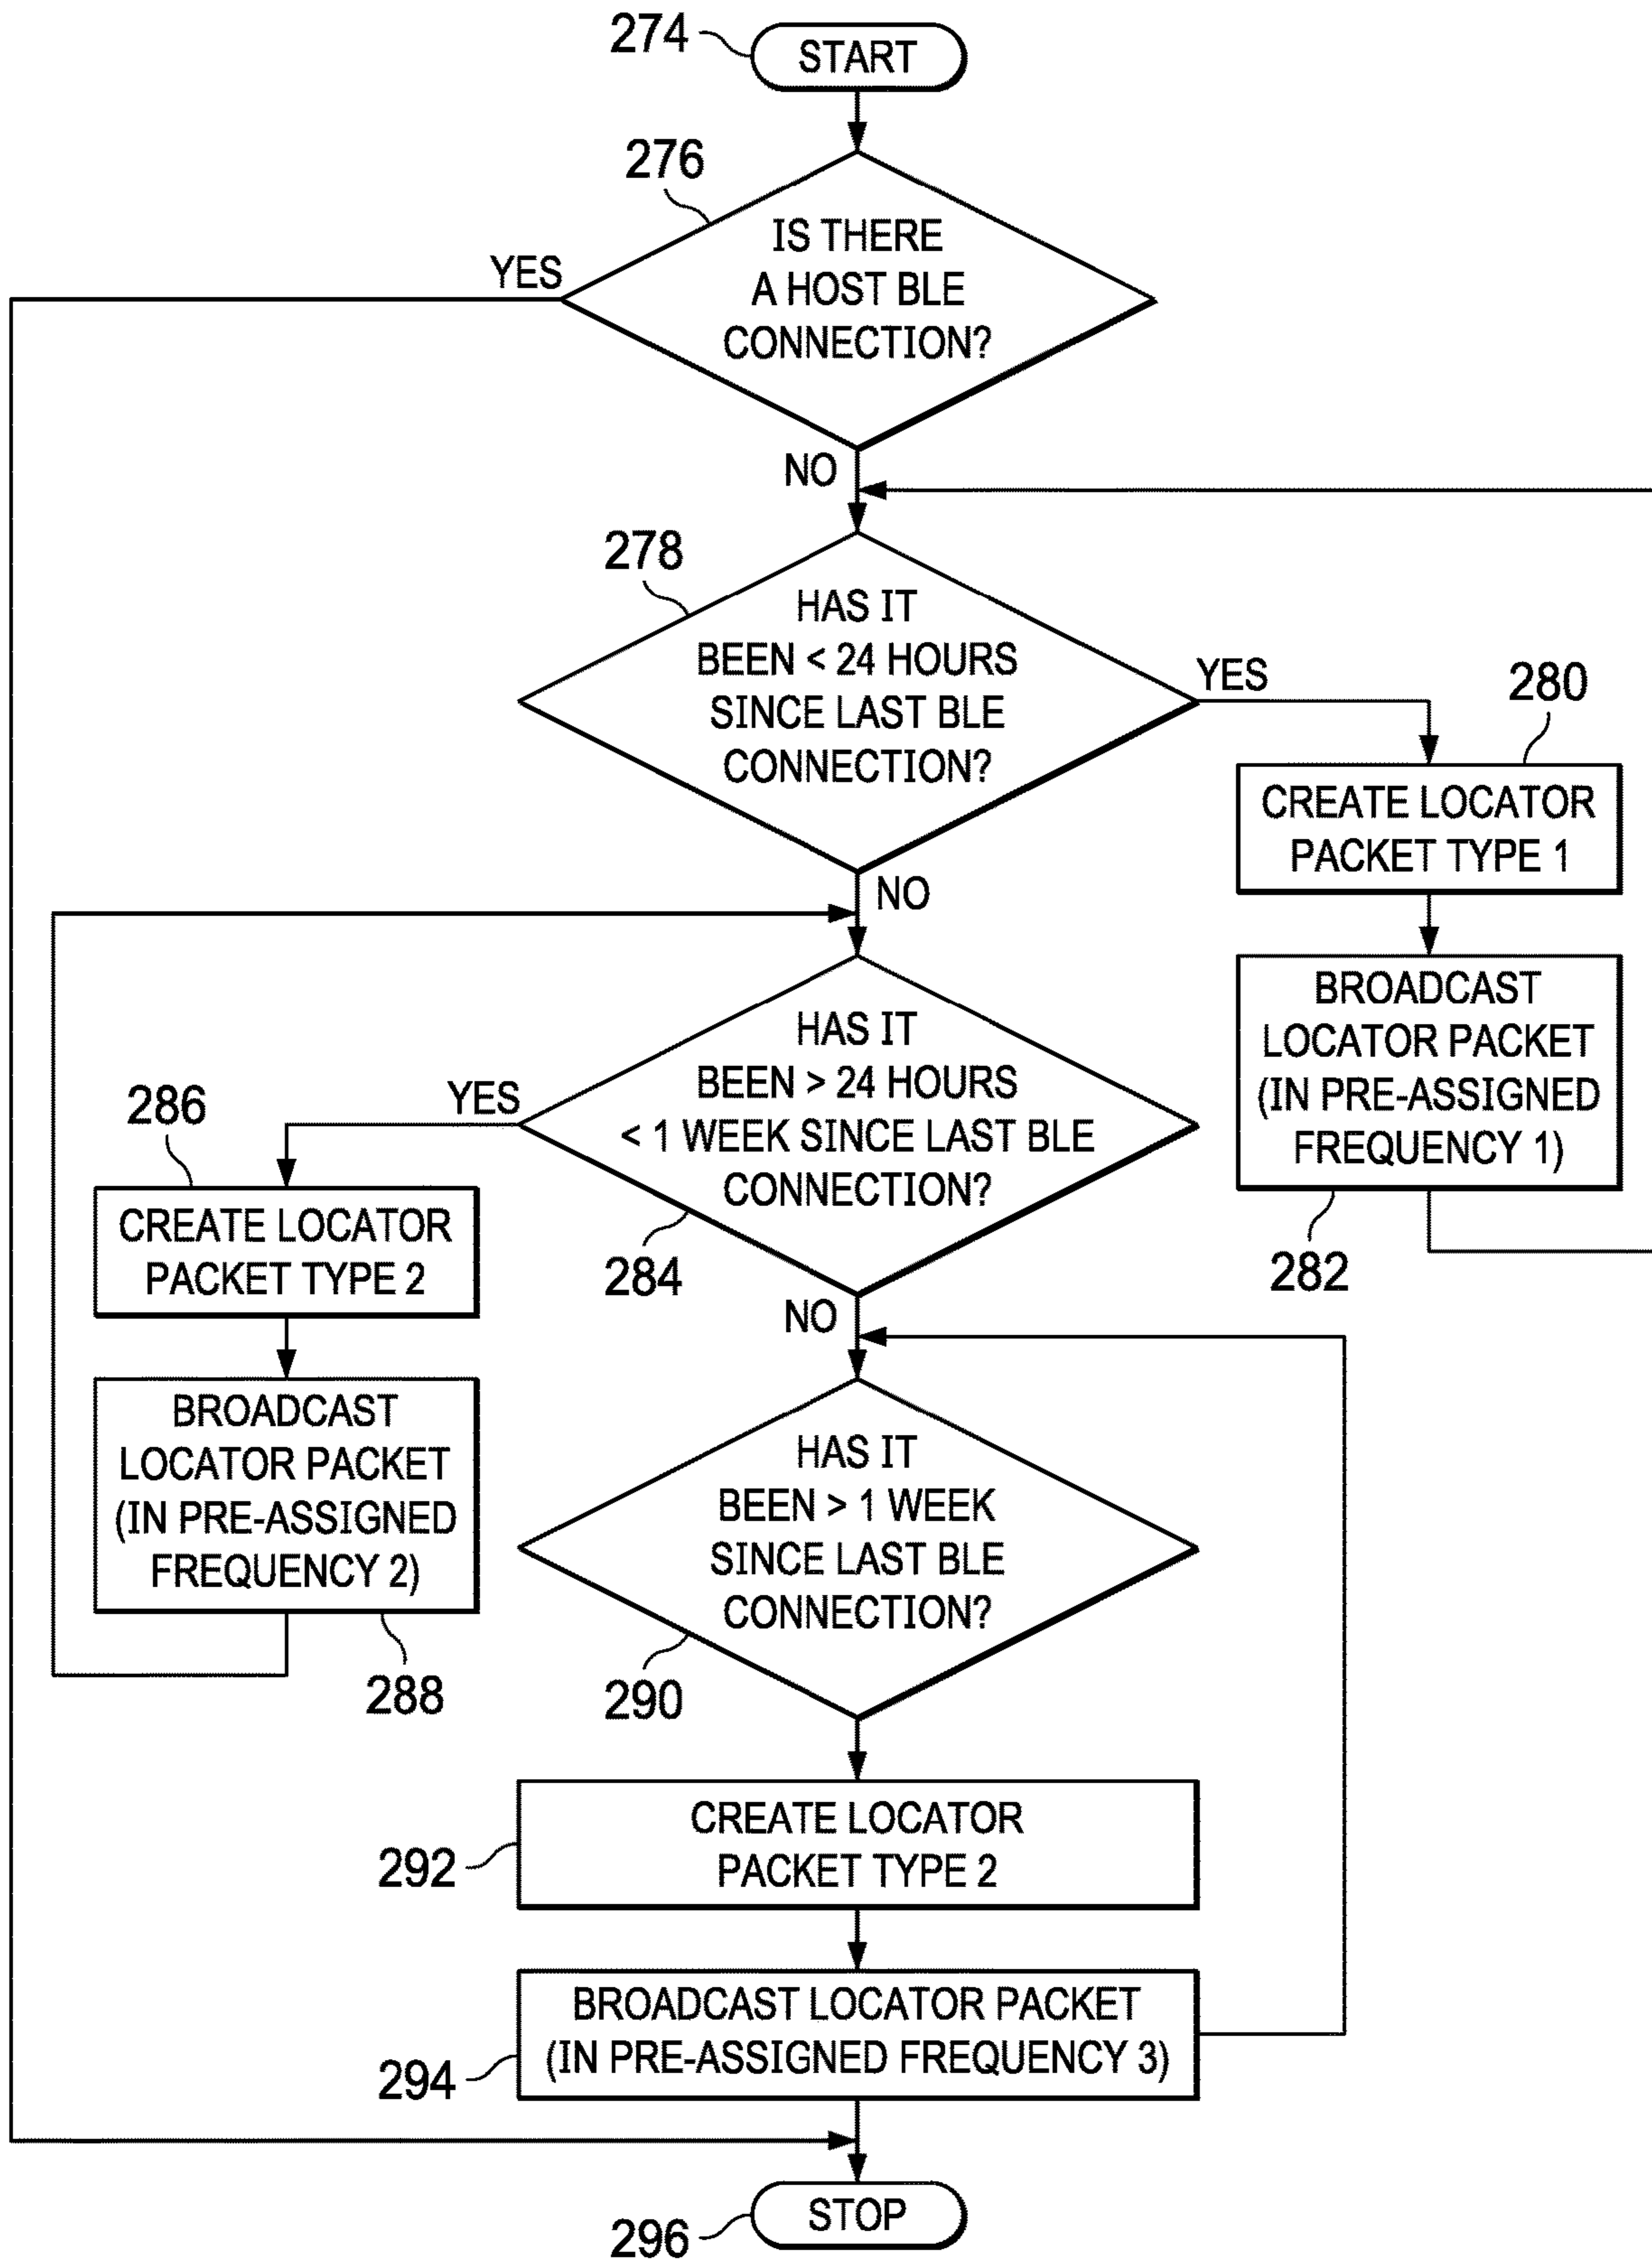 274
START
276
IS THERE
A HOST BLE
CONNECTION?
YES
NO
278
HAS IT
BEEN < 24 HOURS
SINCE LAST BLE
CONNECTION?
YES
NO
280
CREATE LOCATOR
PACKET TYPE 1
BROADCAST
LOCATOR PACKET
(IN PRE-ASSIGNED
FREQUENCY 1)
282
HAS IT
BEEN > 24 HOURS
< 1 WEEK SINCE LAST BLE
CONNECTION?
284
YES
NO
286
CREATE LOCATOR
PACKET TYPE 2
BROADCAST
LOCATOR PACKET
(IN PRE-ASSIGNED
FREQUENCY 2)
288
HAS IT
BEEN > 1 WEEK
SINCE LAST BLE
CONNECTION?
290
CREATE LOCATOR
PACKET TYPE 2
292
BROADCAST LOCATOR PACKET
(IN PRE-ASSIGNED FREQUENCY 3)
294
STOP
296